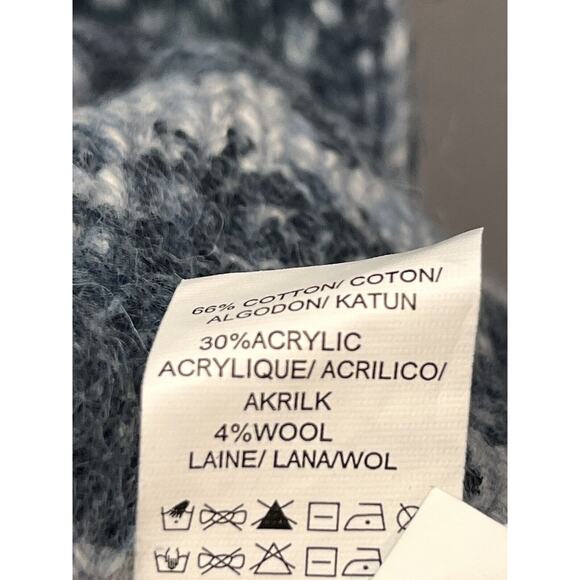 66% COTTON/ COTON/
ALGODON/ KATUN
30%ACRYLIC
ACRYLIQUE/ ACRILICO/
AKRILK
4%WOOL
LAINE/ LANA/WOL